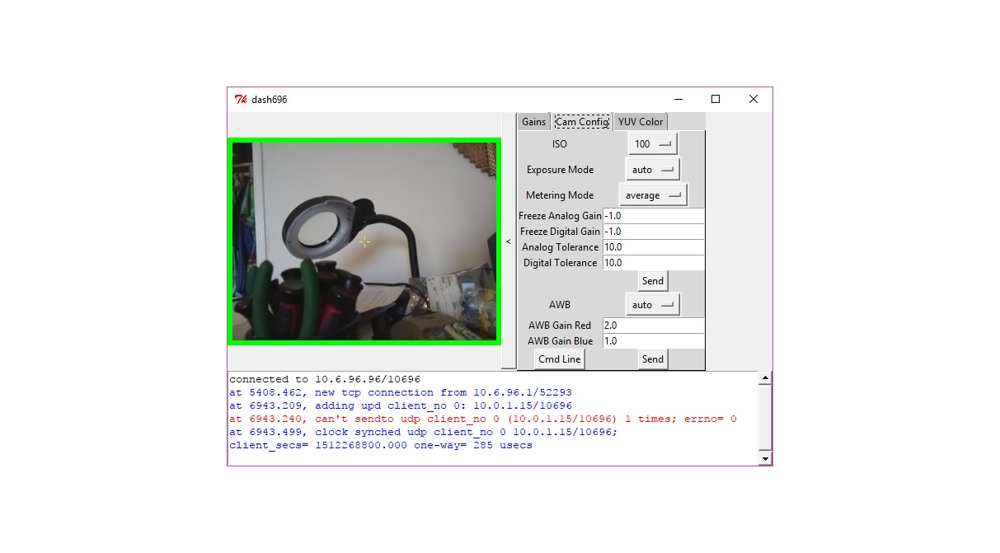 dash696
Gains Cam Config YUV Color
ISO 100
Exposure Mode auto
Metering Mode average
Freeze Analog Gain -1.0
Freeze Digital Gain -1.0
Analog Tolerance 10.0
Digital Tolerance 10.0
<
Send
AWB auto
AWB Gain Red 2.0
AWB Gain Blue 1.0
Cmd Line Send
connected to 10.6.96.96/10696
at 5408.462, new tcp connection from 10.6.96.1/52293
at 6943.209, adding upd client_no 0: 10.0.1.15/10696
at 6943.240, can't sendto udp client_no 0 (10.0.1.15/10696) 1 times; errno= 0
at 6943.499, clock synched udp client_no 0 10.0.1.15/10696;
client_secs= 1512268800.000 one-way= 285 usecs